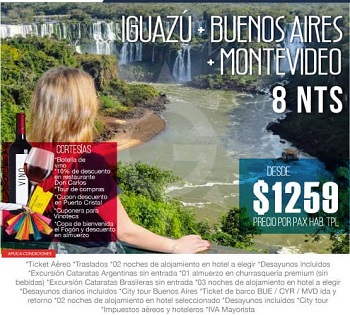 IGUAZÚ + BUENOS AIRES
+ MONTEVIDEO
8 NTS
VINO
CORTESÍAS
*Botella de
vino
*10% de descuento
en restaurante
Don Carlos
*Tour de compras
*Cupon descuento
en Puerto Cristal
*Cuponera para
Vinoteca
*Copa de bienvenida
el Fogón y descuento
en almuerzo
DESDE
$1259
PRECIO POR PAX HAB. TPL
APLICA CONDICIONES
*Ticket Aéreo *Traslados *02 noches de alojamiento en hotel a elegir *Desayunos incluidos
*Excursión Cataratas Argentinas sin entrada *01 almuerzo en churrasquería premium (sin
bebidas) *Excursión Cataratas Brasileras sin entrada *03 noches de alojamiento en hotel a elegir
*Desayunos diarios incluidos *City tour Buenos Aires *Ticket de barco BUE / CYR / MVD ida y
retorno *02 noches de alojamiento en hotel seleccionado *Desayunos incluidos *City tour
*Impuestos aéreos y hoteleros *IVA Mayorista